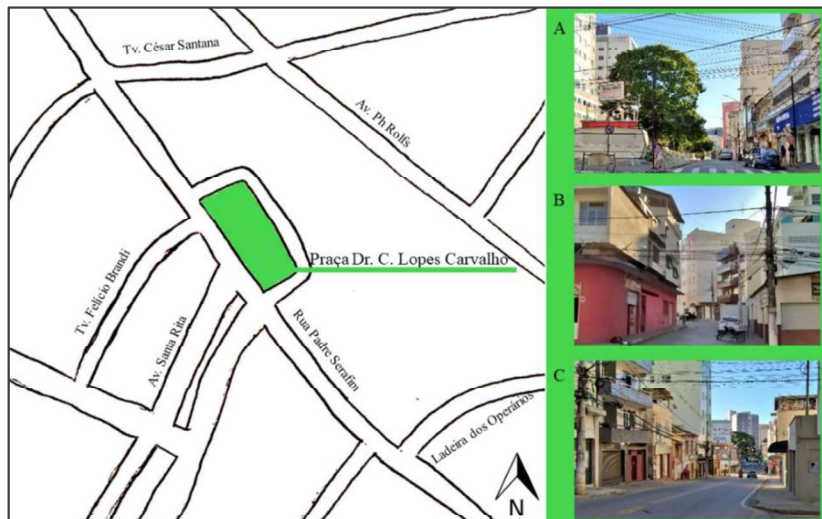 Tv. César Santana
Av. Ph Rolfs
Praça Dr. C. Lopes Carvalho
Tv. Felício Brandi
Av. Santa Rita
Rua Padre Serafim
Ladeira dos Operários
N
A
B
C